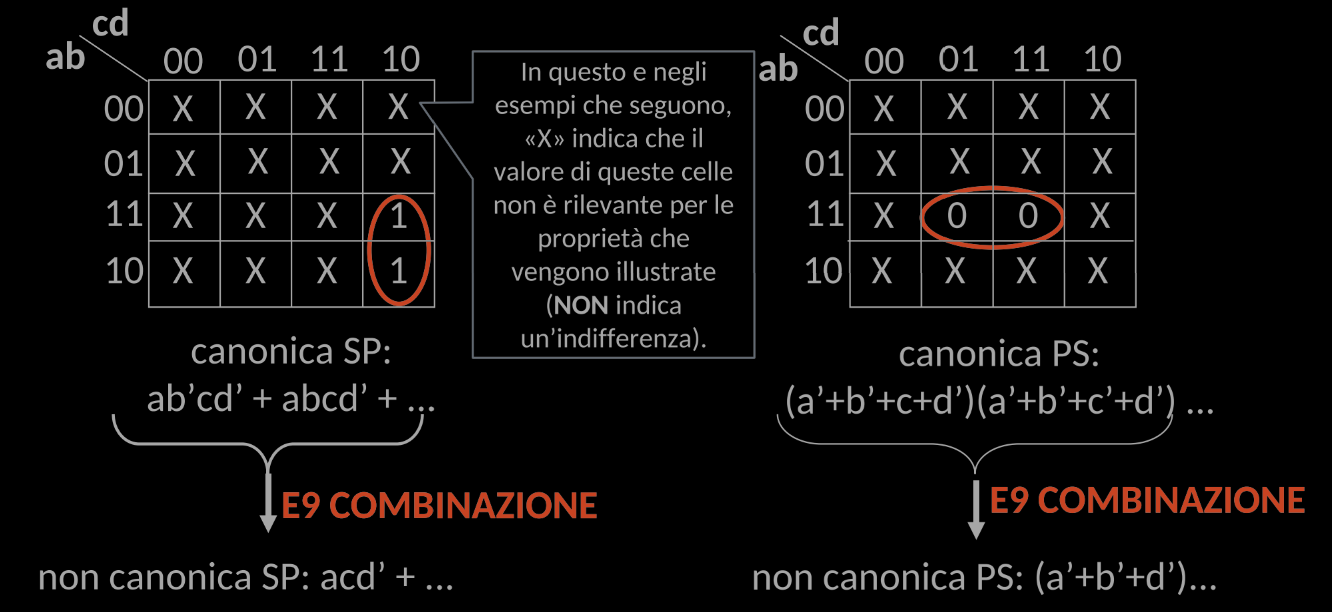 cd
ab
00 01 11 10
00 X X X X
01 X X X X
11 X X X 1
10 X X X 1
canonica SP:
ab’cd’ + abcd’ + ...
E9 COMBINAZIONE
non canonica SP: acd’ + ...
In questo e negli
esempi che seguono,
«X» indica che il
valore di queste celle
non è rilevante per le
proprietà che
vengono illustrate
(NON indica
un’indifferenza).
cd
ab
00 01 11 10
00 X X X X
01 X X X X
11 X 0 0 X
10 X X X X
canonica PS:
(a’+b’+c+d’)(a’+b’+c’+d’) ...
E9 COMBINAZIONE
non canonica PS: (a’+b’+d’)...